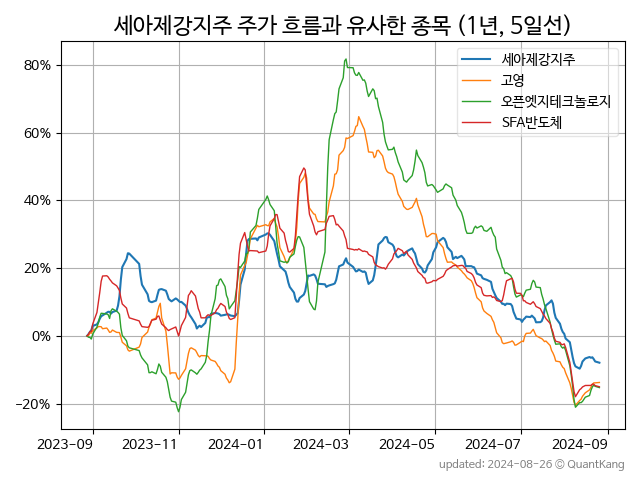 세아제강지주 주가 흐름과 유사한 종목 (1년, 5일선)
세아제강지주
고영
오픈엣지테크놀로지
SFA반도체
80%
60%
40%
20%
0%
−20%
2023-09
2023-11
2024-01
2024-03
2024-05
2024-07
2024-09
updated: 2024-08-26 © QuantKang